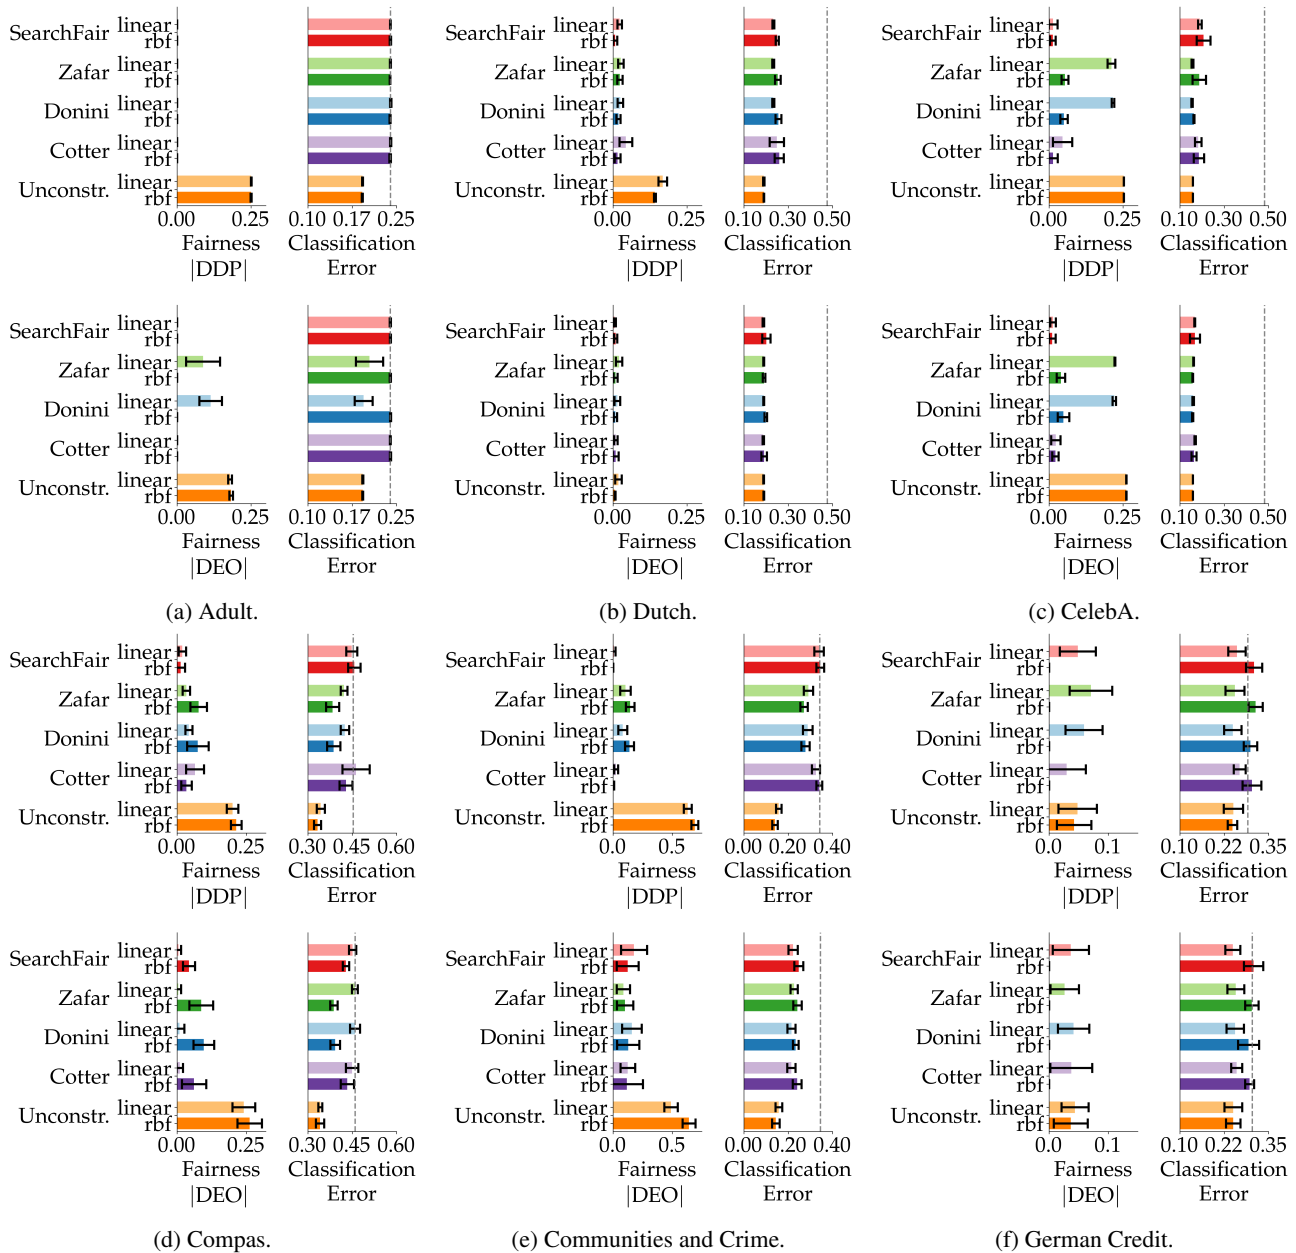 SearchFair linear
rbf
Zafar linear
rbf
Donini linear
rbf
Cotter linear
rbf
Unconstr. linear
rbf
0.00 0.25 0.10 0.17 0.25
Fairness Classification
|DDP| Error
SearchFair linear
rbf
Zafar linear
rbf
Donini linear
rbf
Cotter linear
rbf
Unconstr. linear
rbf
0.00 0.25 0.10 0.30 0.50
Fairness Classification
|DDP| Error
SearchFair linear
rbf
Zafar linear
rbf
Donini linear
rbf
Cotter linear
rbf
Unconstr. linear
rbf
0.00 0.25 0.10 0.30 0.50
Fairness Classification
|DDP| Error
SearchFair linear
rbf
Zafar linear
rbf
Donini linear
rbf
Cotter linear
rbf
Unconstr. linear
rbf
0.00 0.25 0.10 0.17 0.25
Fairness Classification
|DEO| Error
(a) Adult.
SearchFair linear
rbf
Zafar linear
rbf
Donini linear
rbf
Cotter linear
rbf
Unconstr. linear
rbf
0.00 0.25 0.10 0.30 0.50
Fairness Classification
|DEO| Error
(b) Dutch.
SearchFair linear
rbf
Zafar linear
rbf
Donini linear
rbf
Cotter linear
rbf
Unconstr. linear
rbf
0.00 0.25 0.10 0.30 0.50
Fairness Classification
|DEO| Error
(c) CelebA.
SearchFair linear
rbf
Zafar linear
rbf
Donini linear
rbf
Cotter linear
rbf
Unconstr. linear
rbf
0.00 0.25 0.30 0.45 0.60
Fairness Classification
|DDP| Error
SearchFair linear
rbf
Zafar linear
rbf
Donini linear
rbf
Cotter linear
rbf
Unconstr. linear
rbf
0.0 0.5 0.00 0.20 0.40
Fairness Classification
|DDP| Error
SearchFair linear
rbf
Zafar linear
rbf
Donini linear
rbf
Cotter linear
rbf
Unconstr. linear
rbf
0.0 0.1 0.10 0.22 0.35
Fairness Classification
|DDP| Error
SearchFair linear
rbf
Zafar linear
rbf
Donini linear
rbf
Cotter linear
rbf
Unconstr. linear
rbf
0.00 0.25 0.30 0.45 0.60
Fairness Classification
|DEO| Error
(d) Compas.
SearchFair linear
rbf
Zafar linear
rbf
Donini linear
rbf
Cotter linear
rbf
Unconstr. linear
rbf
0.0 0.5 0.00 0.20 0.40
Fairness Classification
|DEO| Error
(e) Communities and Crime.
SearchFair linear
rbf
Zafar linear
rbf
Donini linear
rbf
Cotter linear
rbf
Unconstr. linear
rbf
0.0 0.1 0.10 0.22 0.35
Fairness Classification
|DEO| Error
(f) German Credit.